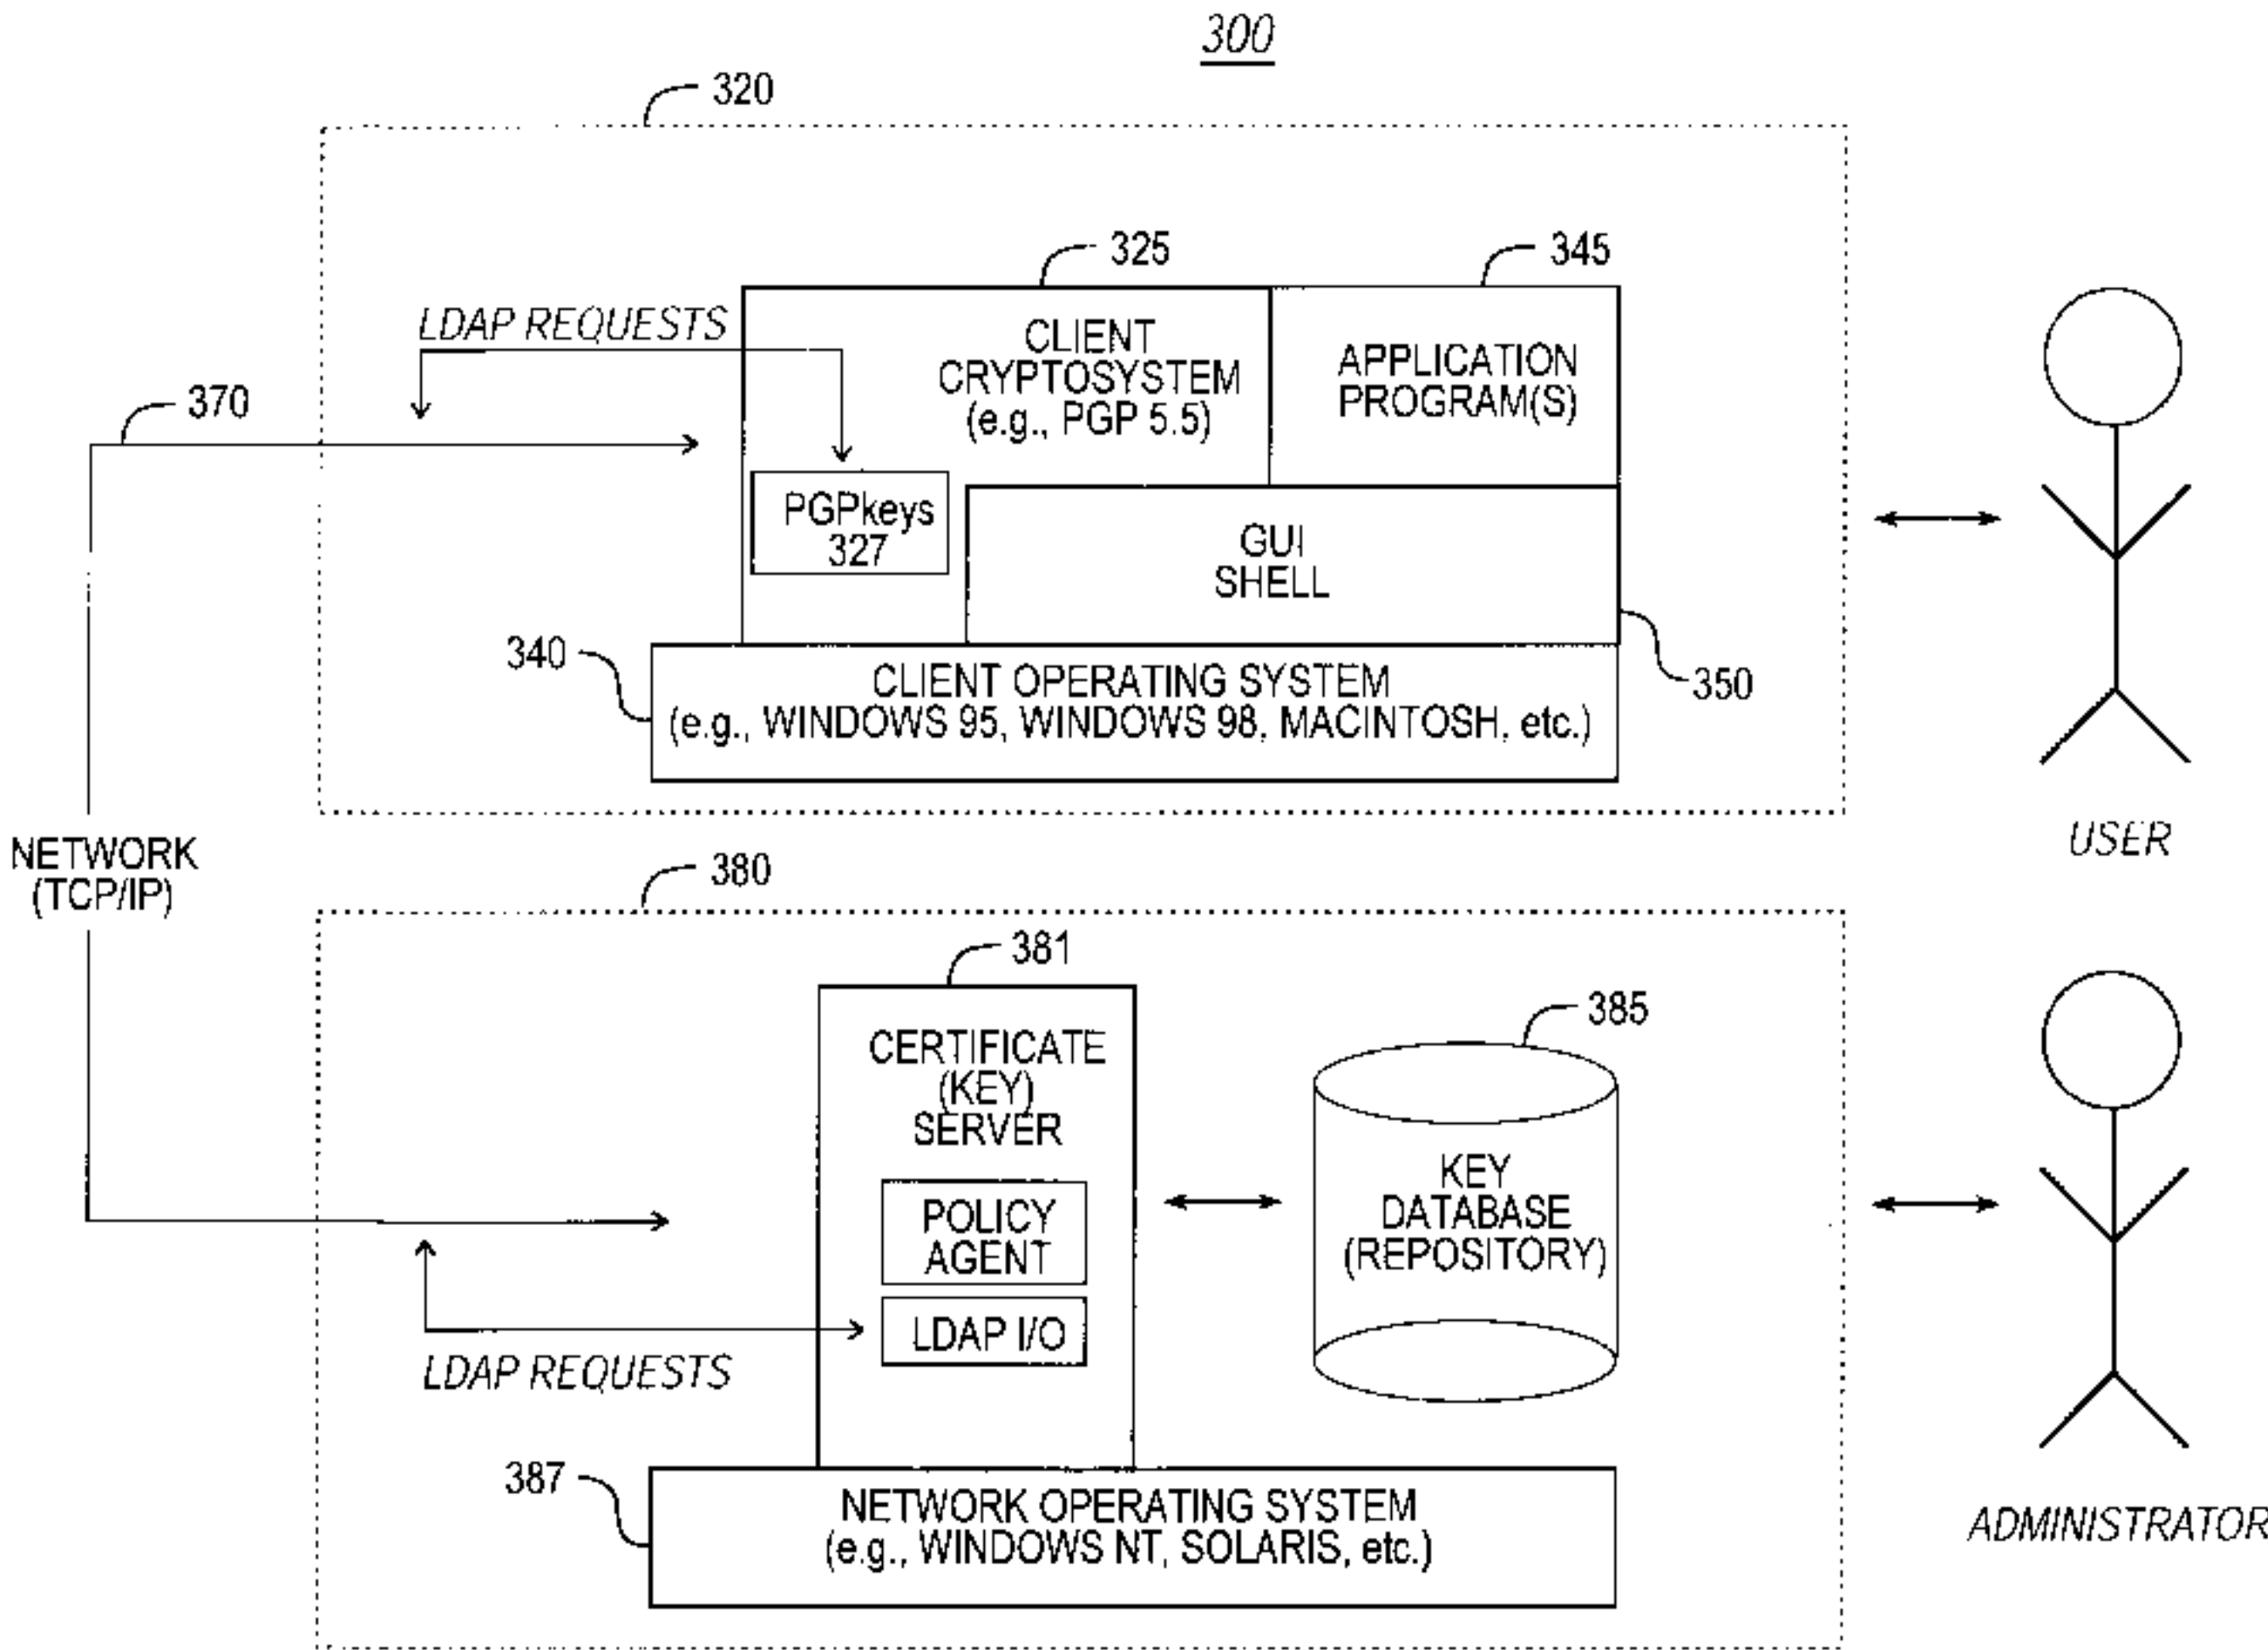 300
320
325
345
LDAP REQUESTS
CLIENT
CRYPTOSYSTEM
(e.g., PGP 5.5)
APPLICATION
PROGRAM(S)
370
PGPkeys
327
GUI
SHELL
340
CLIENT OPERATING SYSTEM
(e.g., WINDOWS 95, WINDOWS 98, MACINTOSH, etc.)
350
USER
NETWORK
(TCP/IP)
380
381
385
CERTIFICATE
(KEY)
SERVER
POLICY
AGENT
LDAP I/O
KEY
DATABASE
(REPOSITORY)
LDAP REQUESTS
387
NETWORK OPERATING SYSTEM
(e.g., WINDOWS NT, SOLARIS, etc.)
ADMINISTRATOR